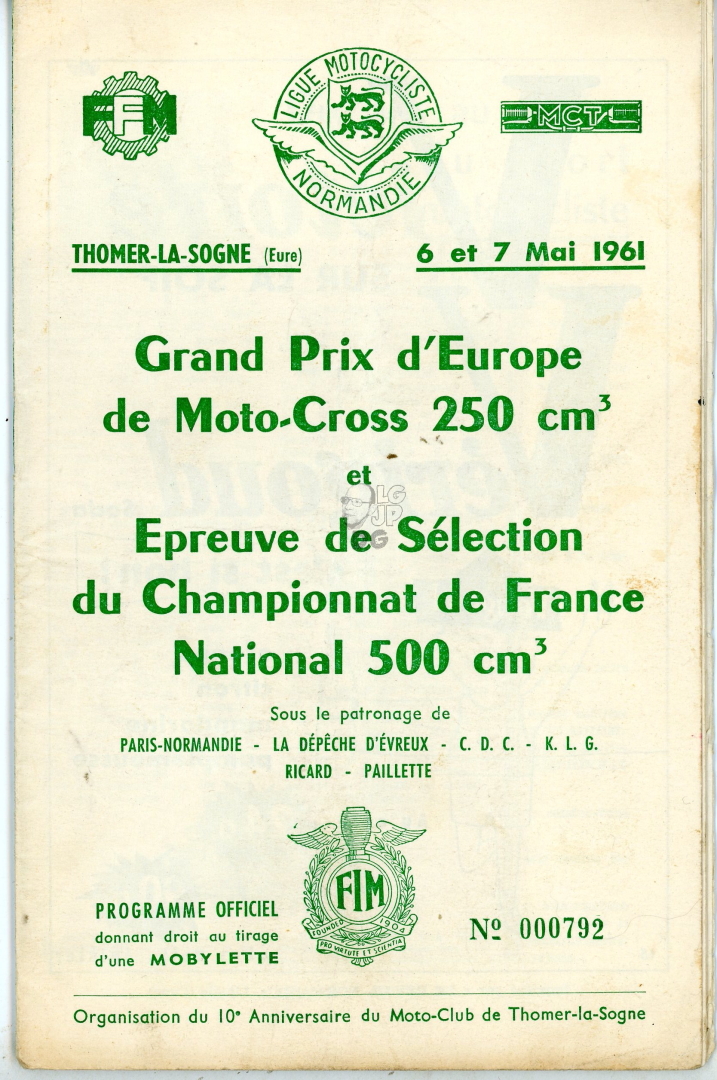 FFM
LIGUE MOTOCYCLISTE
NORMANDIE
MCT
THOMER-LA-SOGNE (Eure)
6 et 7 Mai 1961
Grand Prix d'Europe
de Moto-Cross 250 cm³
et
LG
JP
G
Epreuve de Sélection
du Championnat de France
National 500 cm³
Sous le patronage de
PARIS-NORMANDIE - LA DÉPÊCHE D'ÉVREUX - C. D. C. - K. L. G.
RICARD - PAILLETTE
FIM
FOUNDED 1904
PRO VIRTUTE ET SCIENTIA
PROGRAMME OFFICIEL
donnant droit au tirage
d'une MOBYLETTE
Nº 000792
Organisation du 10ᵉ Anniversaire du Moto-Club de Thomer-la-Sogne